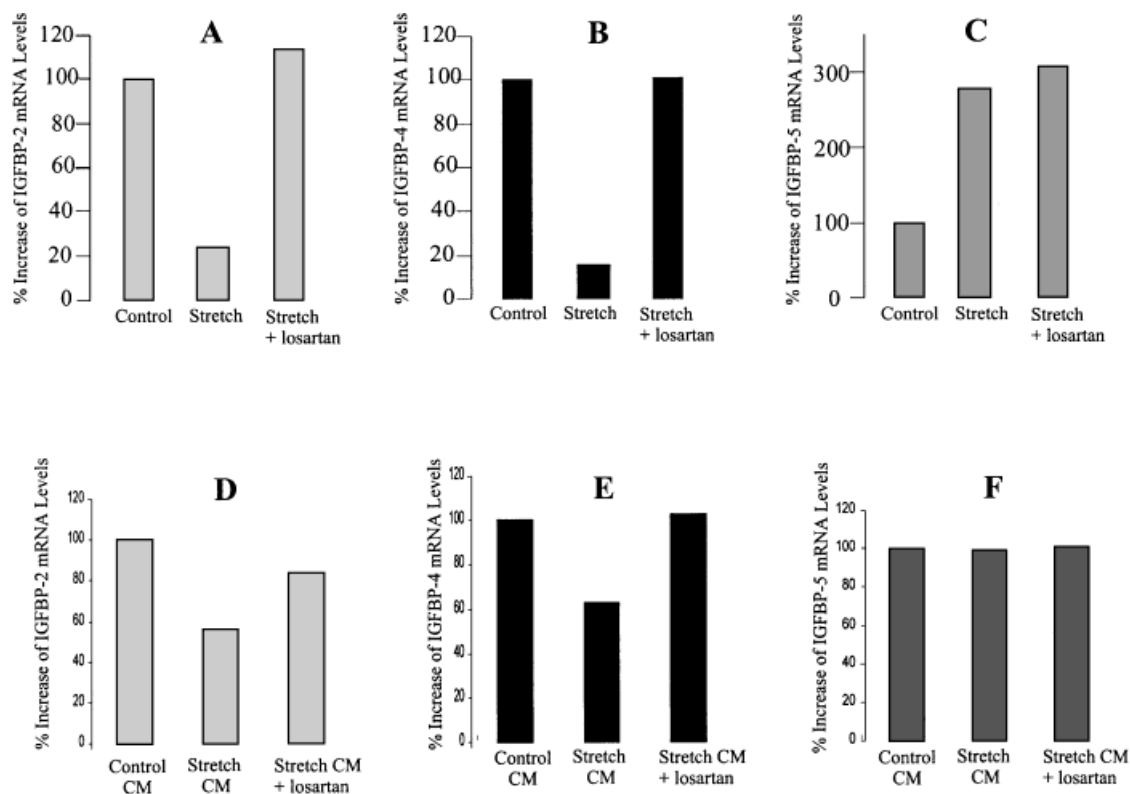 A
% Increase of IGFBP-2 mRNA Levels
120
100
80
60
40
20
0
Control
Stretch
Stretch
+ losartan
B
% Increase of IGFBP-4 mRNA Levels
120
100
80
60
40
20
0
Control
Stretch
Stretch
+ losartan
C
% Increase of IGFBP-5 mRNA Levels
300
200
100
0
Control
Stretch
Stretch
+ losartan
D
% Increase of IGFBP-2 mRNA Levels
120
100
80
60
40
20
0
Control
CM
Stretch
CM
Stretch CM
+ losartan
E
% Increase of IGFBP-4 mRNA Levels
120
100
80
60
40
20
0
Control
CM
Stretch
CM
Stretch CM
+ losartan
F
% Increase of IGFBP-5 mRNA Levels
120
100
80
60
40
20
0
Control
CM
Stretch
CM
Stretch CM
+ losartan